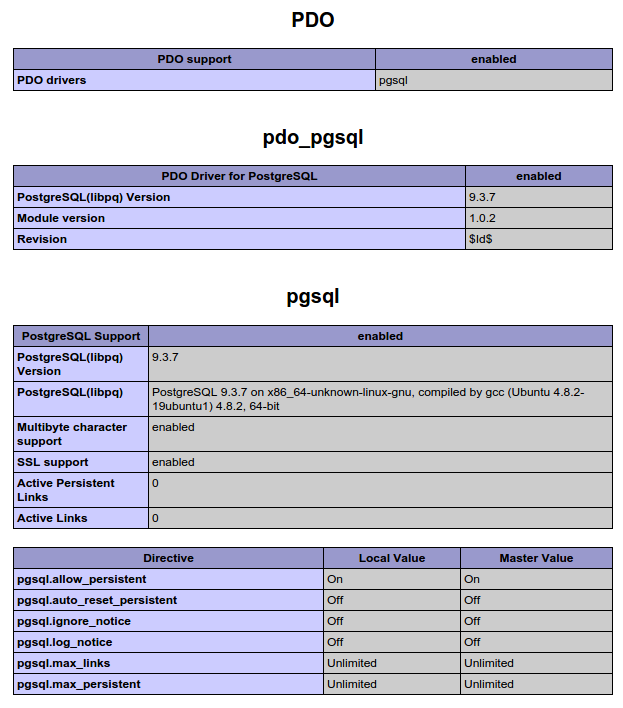 PDO
PDO support enabled
PDO drivers pgsql
pdo_pgsql
PDO Driver for PostgreSQL enabled
PostgreSQL(libpq) Version 9.3.7
Module version 1.0.2
Revision $Id$
pgsql
PostgreSQL Support enabled
PostgreSQL(libpq)
Version
9.3.7
PostgreSQL(libpq)
PostgreSQL 9.3.7 on x86_64-unknown-linux-gnu, compiled by gcc (Ubuntu 4.8.2-
19ubuntu1) 4.8.2, 64-bit
Multibyte character
support
enabled
SSL support enabled
Active Persistent
Links
0
Active Links 0
Directive Local Value Master Value
pgsql.allow_persistent On On
pgsql.auto_reset_persistent Off Off
pgsql.ignore_notice Off Off
pgsql.log_notice Off Off
pgsql.max_links Unlimited Unlimited
pgsql.max_persistent Unlimited Unlimited